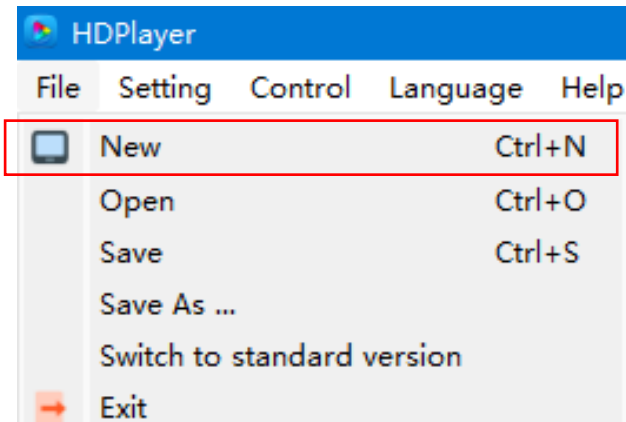 HDPlayer
File Setting Control Language Help
New Ctrl+N
Open Ctrl+O
Save Ctrl+S
Save As ...
Switch to standard version
Exit